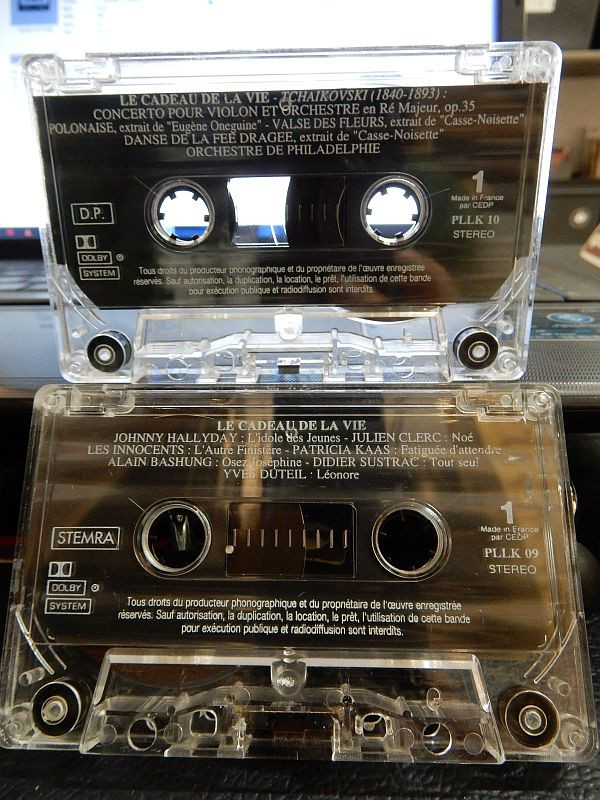 LE CADEAU DE LA VIE - TCHAIKOVSKI (1840-1893) :
CONCERTO POUR VIOLON ET ORCHESTRE en Ré Majeur, op.35
POLONAISE, extrait de "Eugène Oneguine" - VALSE DES FLEURS, extrait de "Casse-Noisette"
DANSE DE LA FEE DRAGEE, extrait de "Casse-Noisette"
ORCHESTRE DE PHILADELPHIE
D.P.
DOLBY
SYSTEM
1
Made in France
par CEDP
PLLK 10
STEREO
Tous droits du producteur phonographique et du propriétaire de l'œuvre enregistrée
réservés. Sauf autorisation, la duplication, la location, le prêt, l'utilisation de cette bande
pour exécution publique et radiodiffusion sont interdits.
LE CADEAU DE LA VIE
JOHNNY HALLYDAY : L'idole des Jeunes - JULIEN CLERC : Noé
LES INNOCENTS : L'Autre Finistère - PATRICIA KAAS : Fatiguée d'attendre
ALAIN BASHUNG : Osez Joséphine - DIDIER SUSTRAC : Tout seul
YVES DUTEIL : Léonore
STEMRA
DOLBY
SYSTEM
1
Made in France
par CEDP
PLLK 09
STEREO
Tous droits du producteur phonographique et du propriétaire de l'œuvre enregistrée
réservés. Sauf autorisation, la duplication, la location, le prêt, l'utilisation de cette bande
pour exécution publique et radiodiffusion sont interdits.